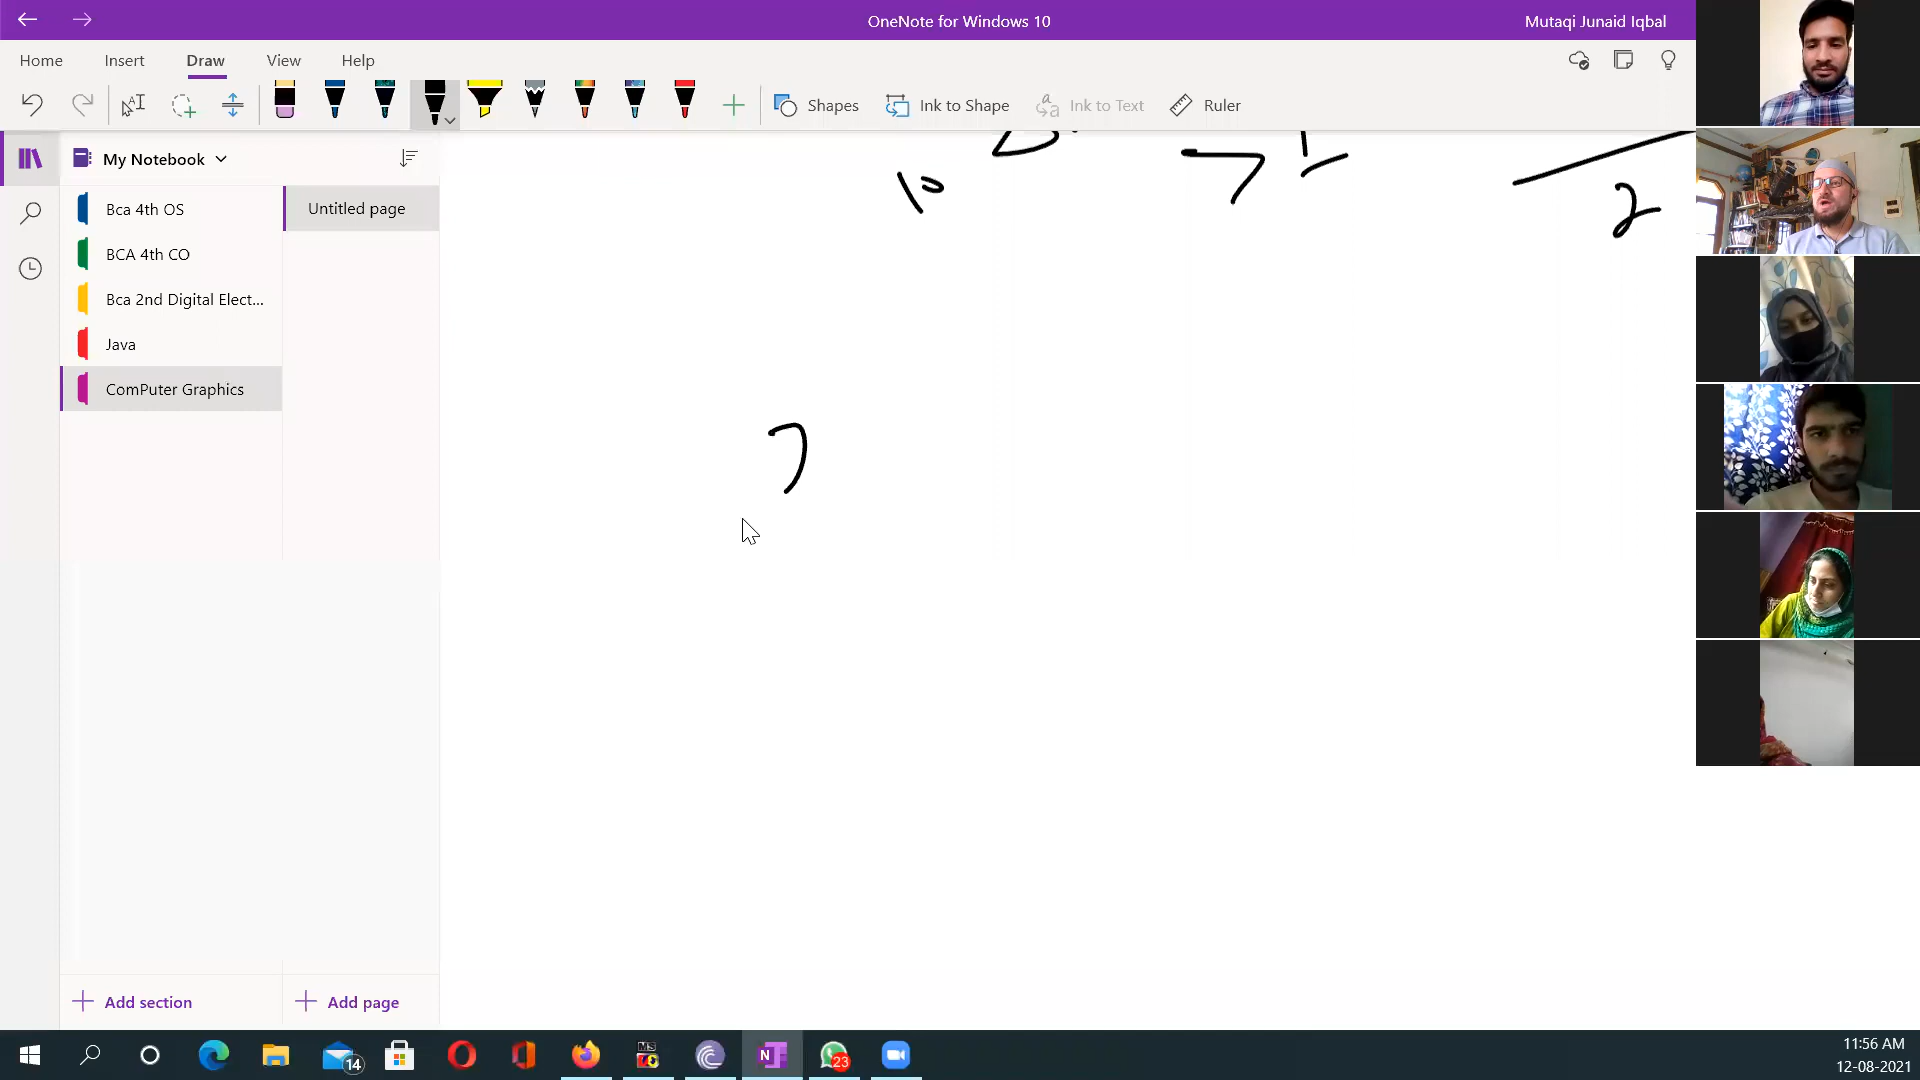 OneNote for Windows 10
Mutaqi Junaid Iqbal
Home Insert Draw View Help
Shapes Ink to Shape Ink to Text Ruler
My Notebook
Bca 4th OS
BCA 4th CO
Bca 2nd Digital Elect...
Java
ComPuter Graphics
Untitled page
10
2
Add section
Add page
14
23
11:56 AM
12-08-2021